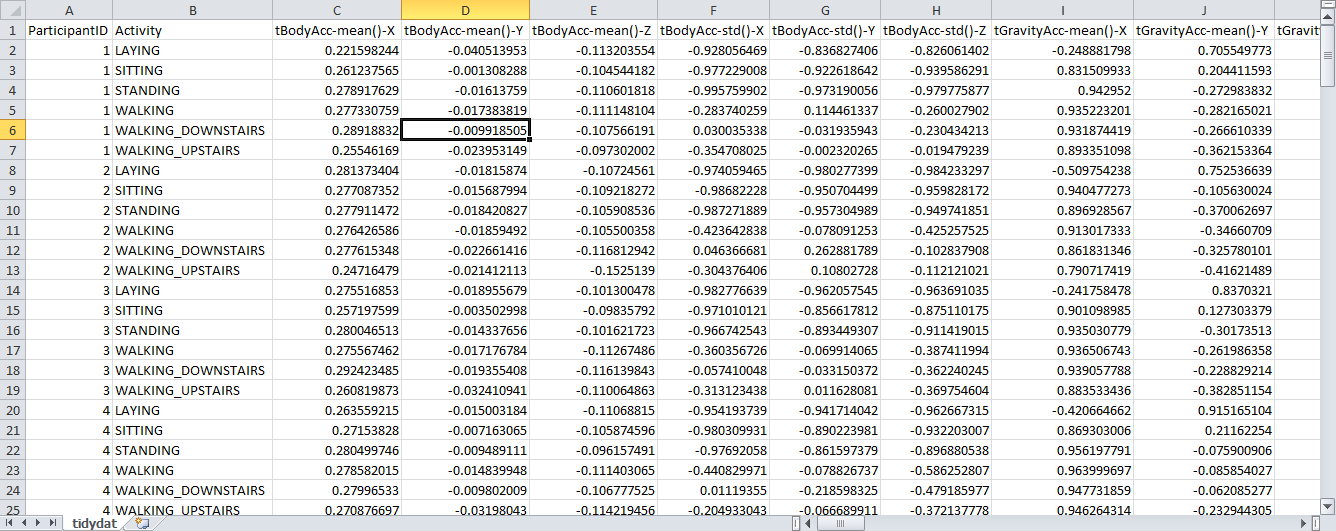 A B C D E F G H I J
1 ParticipantID Activity tBodyAcc-mean()-X tBodyAcc-mean()-Y tBodyAcc-mean()-Z tBodyAcc-std()-X tBodyAcc-std()-Y tBodyAcc-std()-Z tGravityAcc-mean()-X tGravityAcc-mean()-Y tGravit
2 1 LAYING 0.221598244 -0.040513953 -0.113203554 -0.928056469 -0.836827406 -0.826061402 -0.248881798 0.705549773
3 1 SITTING 0.261237565 -0.001308288 -0.104544182 -0.977229008 -0.922618642 -0.939586291 0.831509933 0.204411593
4 1 STANDING 0.278917629 -0.01613759 -0.110601818 -0.995759902 -0.973190056 -0.979775877 0.942952 -0.272983832
5 1 WALKING 0.277330759 -0.017383819 -0.111148104 -0.283740259 0.114461337 -0.260027902 0.935223201 -0.282165021
6 1 WALKING_DOWNSTAIRS 0.28918832 -0.009918505 -0.107566191 0.030035338 -0.031935943 -0.230434213 0.931874419 -0.266610339
7 1 WALKING_UPSTAIRS 0.25546169 -0.023953149 -0.097302002 -0.354708025 -0.002320265 -0.019479239 0.893351098 -0.362153364
8 2 LAYING 0.281373404 -0.01815874 -0.10724561 -0.974059465 -0.980277399 -0.984233297 -0.509754238 0.752536639
9 2 SITTING 0.277087352 -0.015687994 -0.109218272 -0.98682228 -0.950704499 -0.959828172 0.940477273 -0.105630024
10 2 STANDING 0.277911472 -0.018420827 -0.105908536 -0.987271889 -0.957304989 -0.949741851 0.896928567 -0.370062697
11 2 WALKING 0.276426586 -0.01859492 -0.105500358 -0.423642838 -0.078091253 -0.425257525 0.913017333 -0.34660709
12 2 WALKING_DOWNSTAIRS 0.277615348 -0.022661416 -0.116812942 0.046366681 0.262881789 -0.102837908 0.861831346 -0.325780101
13 2 WALKING_UPSTAIRS 0.24716479 -0.021412113 -0.1525139 -0.304376406 0.10802728 -0.112121021 0.790717419 -0.41621489
14 3 LAYING 0.275516853 -0.018955679 -0.101300478 -0.982776639 -0.962057545 -0.963691035 -0.241758478 0.8370321
15 3 SITTING 0.257197599 -0.003502998 -0.09835792 -0.971010121 -0.856617812 -0.875110175 0.901098985 0.127303379
16 3 STANDING 0.280046513 -0.014337656 -0.101621723 -0.966742543 -0.893449307 -0.911419015 0.935030779 -0.30173513
17 3 WALKING 0.275567462 -0.017176784 -0.11267486 -0.360356726 -0.069914065 -0.387411994 0.936506743 -0.261986358
18 3 WALKING_DOWNSTAIRS 0.292423485 -0.019355408 -0.116139843 -0.057410048 -0.033150372 -0.362240245 0.939057788 -0.228829214
19 3 WALKING_UPSTAIRS 0.260819873 -0.032410941 -0.110064863 -0.313123438 0.011628081 -0.369754604 0.883533436 -0.382851154
20 4 LAYING 0.263559215 -0.015003184 -0.11068815 -0.954193739 -0.941714042 -0.962667315 -0.420664662 0.915165104
21 4 SITTING 0.27153828 -0.007163065 -0.105874596 -0.980309931 -0.890223981 -0.932203007 0.869303006 0.21162254
22 4 STANDING 0.280499746 -0.009489111 -0.096157491 -0.97692058 -0.861597379 -0.896880538 0.956197791 -0.075900906
23 4 WALKING 0.278582015 -0.014839948 -0.111403065 -0.440829971 -0.078826737 -0.586252807 0.963999697 -0.085854027
24 4 WALKING_DOWNSTAIRS 0.27996533 -0.009802009 -0.106777525 0.01119355 -0.218598325 -0.479185977 0.947731859 -0.062085277
25 4 WALKING_UPSTAIRS 0.270876697 -0.03198043 -0.114219456 -0.204933043 -0.066689911 -0.372137778 0.946264314 -0.232944305
tidydat